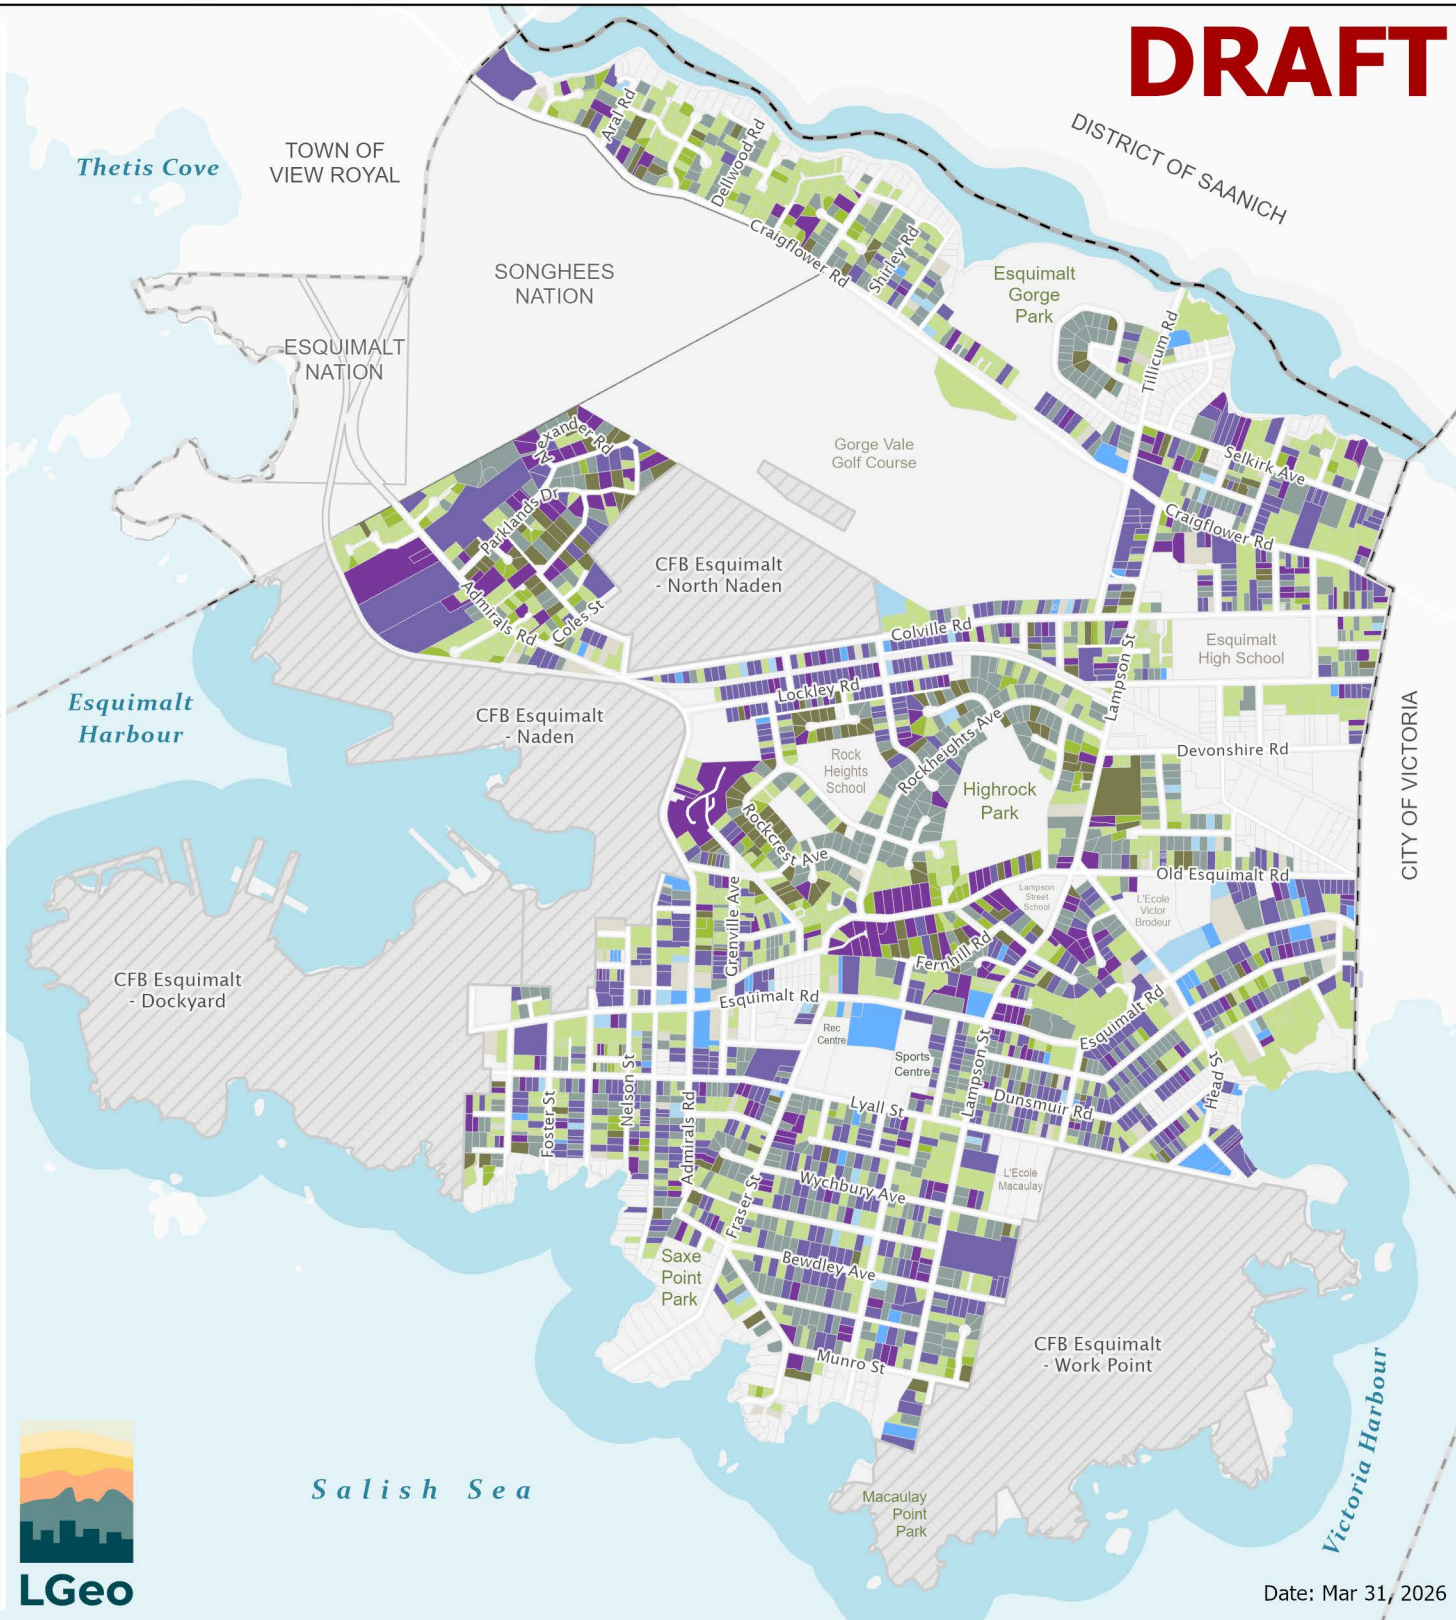 DRAFT
DISTRICT OF SAANICH
Thetis Cove
TOWN OF
VIEW ROYAL
Aral Rd
Dellwood Rd
Craigflower Rd
Shirley Rd
SONGHEES
NATION
Esquimalt
Gorge
Park
Tillicum Rd
ESQUIMALT
NATION
Alexander Rd
Gorge Vale
Golf Course
Selkirk Ave
Parklands Dr
Craigflower Rd
CFB Esquimalt
- North Naden
Admirals Rd
Coles St
Colville Rd
Esquimalt
High School
Lampson St
Lockley Rd
Esquimalt
Harbour
CFB Esquimalt
- Naden
Rockheights Ave
Devonshire Rd
Rock
Heights
School
Highrock
Park
CITY OF VICTORIA
Rockcrest Ave
Old Esquimalt Rd
Lampson
Street
School
L'Ecole
Victor
Brodeur
Grenville Ave
Fernhill Rd
CFB Esquimalt
- Dockyard
Esquimalt Rd
Esquimalt Rd
Rec
Centre
Sports
Centre
Lampson St
Head St
Nelson St
Foster St
Admirals Rd
Lyall St
Dunsmuir Rd
L'Ecole
Macaulay
Wychbury Ave
Fraser St
Saxe
Point
Park
Bewdley Ave
Munro St
CFB Esquimalt
- Work Point
Victoria Harbour
Salish Sea
Macaulay
Point
Park
LGeo
Date: Mar 31, 2026